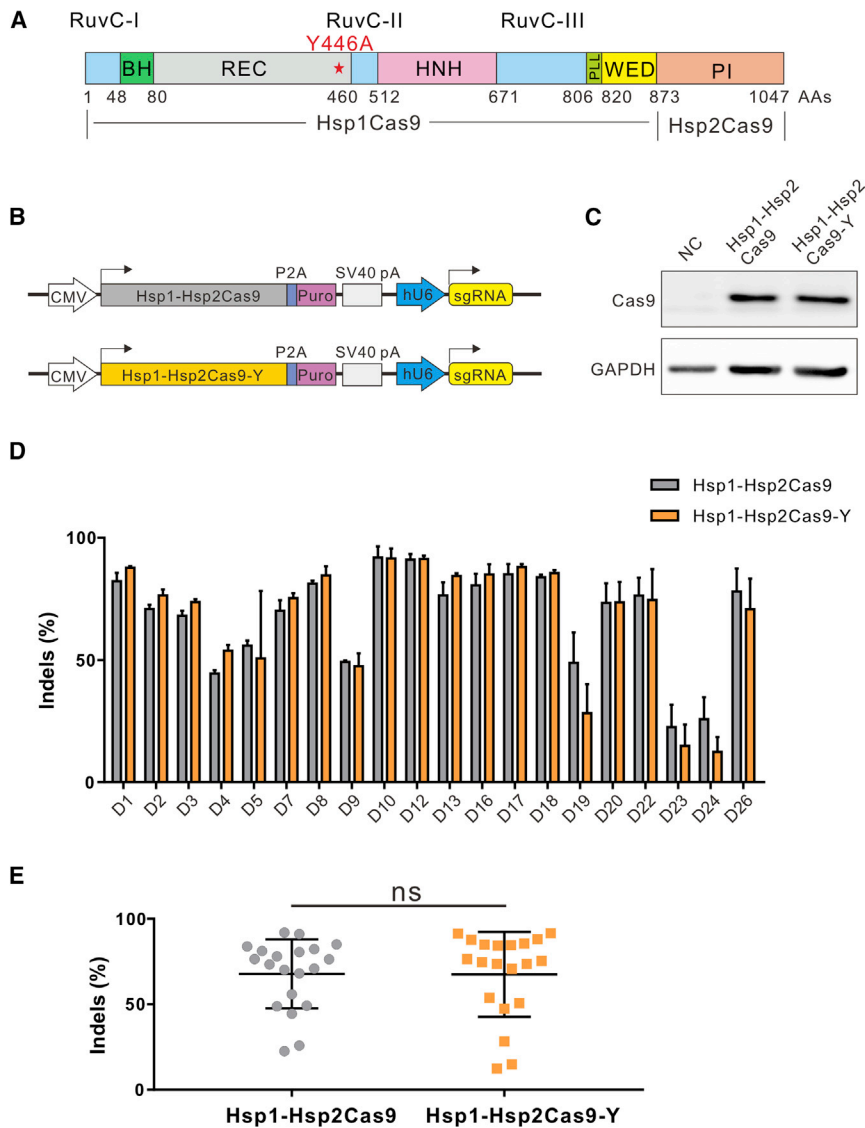 A
RuvC-I RuvC-II RuvC-III
Y446A
BH REC HNH PLL WED PI
1 48 80 460 512 671 806 820 873 1047 AAs
Hsp1Cas9 Hsp2Cas9
B
P2A SV40 pA
CMV Hsp1-Hsp2Cas9 Puro hU6 sgRNA
P2A SV40 pA
CMV Hsp1-Hsp2Cas9-Y Puro hU6 sgRNA
C
NC Hsp1-Hsp2 Cas9 Hsp1-Hsp2 Cas9-Y
Cas9
GAPDH
D
Hsp1-Hsp2Cas9
Hsp1-Hsp2Cas9-Y
Indels (%)
100
50
0
D1 D2 D3 D4 D5 D7 D8 D9 D10 D12 D13 D16 D17 D18 D19 D20 D22 D23 D24 D26
E
ns
Indels (%)
100
50
0
Hsp1-Hsp2Cas9 Hsp1-Hsp2Cas9-Y